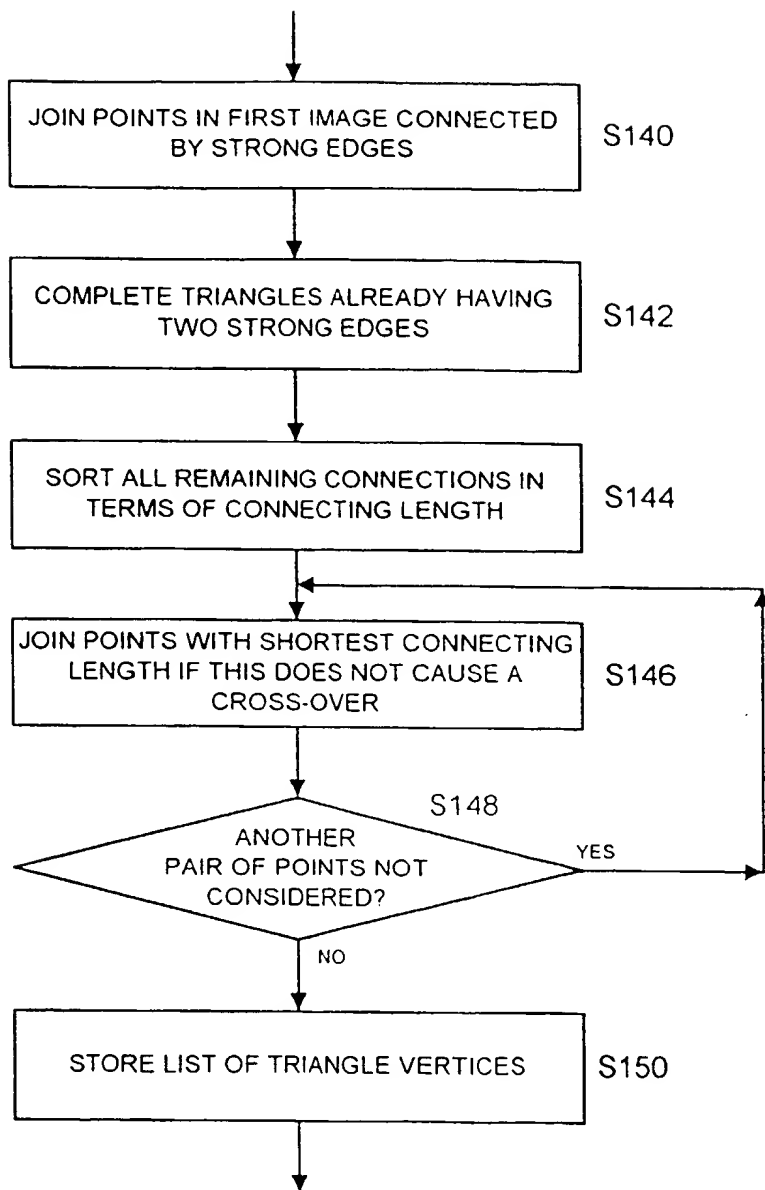 JOIN POINTS IN FIRST IMAGE CONNECTED
BY STRONG EDGES
S140
COMPLETE TRIANGLES ALREADY HAVING
TWO STRONG EDGES
S142
SORT ALL REMAINING CONNECTIONS IN
TERMS OF CONNECTING LENGTH
S144
JOIN POINTS WITH SHORTEST CONNECTING
LENGTH IF THIS DOES NOT CAUSE A
CROSS-OVER
S146
S148
ANOTHER
PAIR OF POINTS NOT
CONSIDERED?
YES
NO
STORE LIST OF TRIANGLE VERTICES
S150